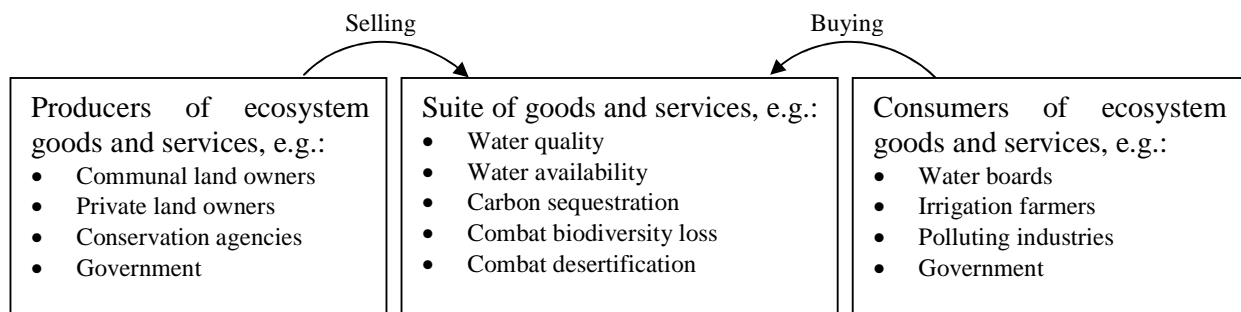 Selling
Buying
Producers of ecosystem
goods and services, e.g.:
• Communal land owners
• Private land owners
• Conservation agencies
• Government
Suite of goods and services, e.g.:
• Water quality
• Water availability
• Carbon sequestration
• Combat biodiversity loss
• Combat desertification
Consumers of ecosystem
goods and services, e.g.:
• Water boards
• Irrigation farmers
• Polluting industries
• Government